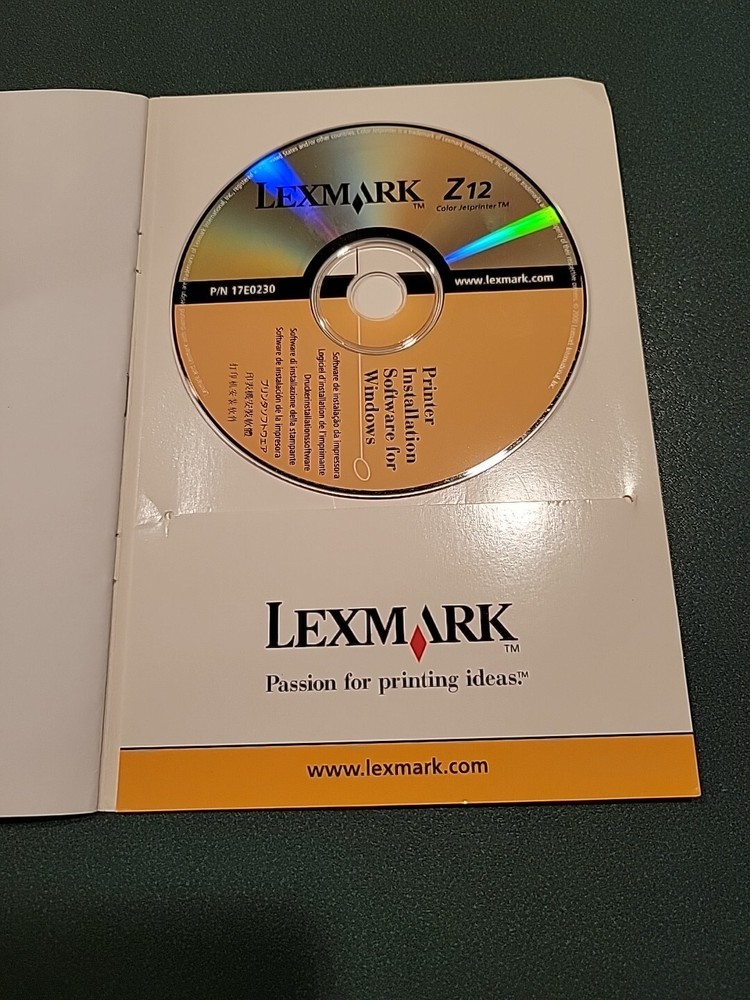 LEXMARK™ Z12
Color Jetprinter™
P/N 17E0230
www.lexmark.com
Printer
Installation
Software for
Windows
Software de instalação da impressora
Logiciel d'installation de l'imprimante
Druckerinstallationssoftware
Software di installazione della stampante
Software de instalación de la impresora
プリンタソフトウェア
印表機安裝軟體
打印机安装软件
LEXMARK™
Passion for printing ideas.™
www.lexmark.com